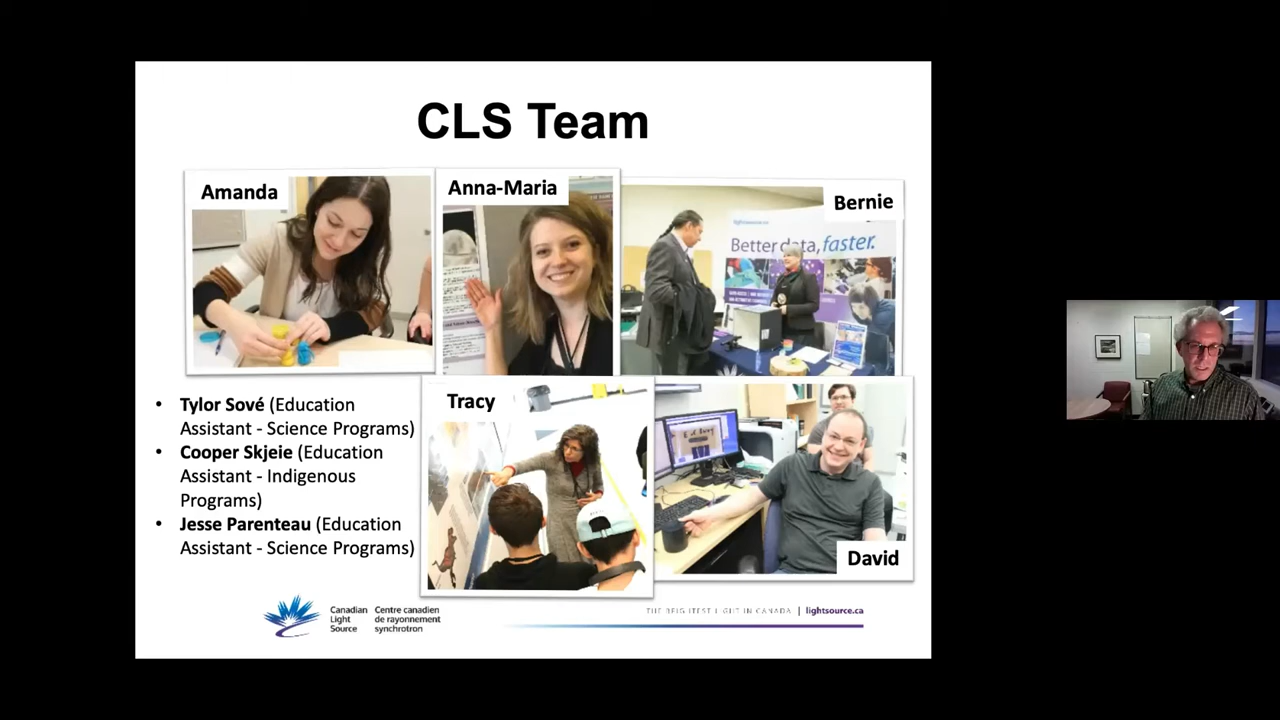 CLS Team
Amanda
Anna-Maria
Bernie
lightsource.ca
Better data, faster.
Tracy
David
• Tylor Sové (Education
Assistant - Science Programs)
• Cooper Skjeie (Education
Assistant - Indigenous
Programs)
• Jesse Parenteau (Education
Assistant - Science Programs)
Canadian
Light
Source
Centre canadien
de rayonnement
synchrotron
THE BRIGHTEST LIGHT IN CANADA | lightsource.ca